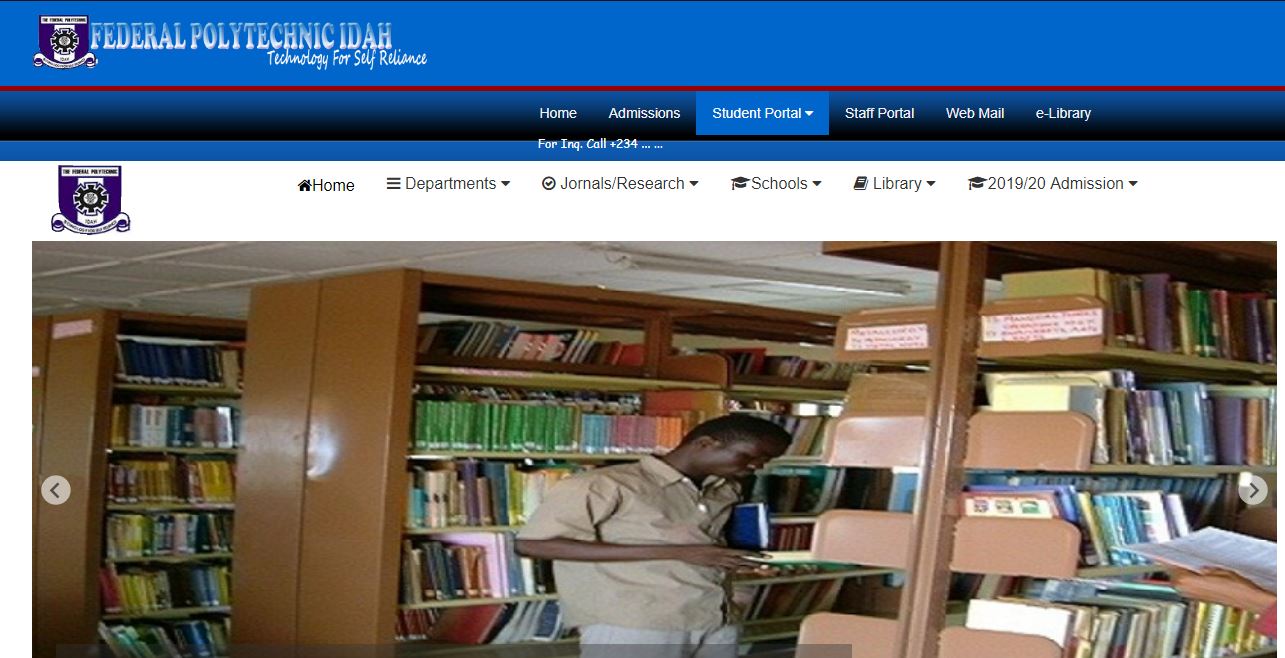 THE FEDERAL POLYTECHNIC
IDAH
FEDERAL POLYTECHNIC IDAH
Technology For Self Reliance
Home Admissions Student Portal Staff Portal Web Mail e-Library
For Inq. Call +234 ... ...
THE FEDERAL POLYTECHNIC
IDAH
Home Departments Jornals/Research Schools Library 2019/20 Admission